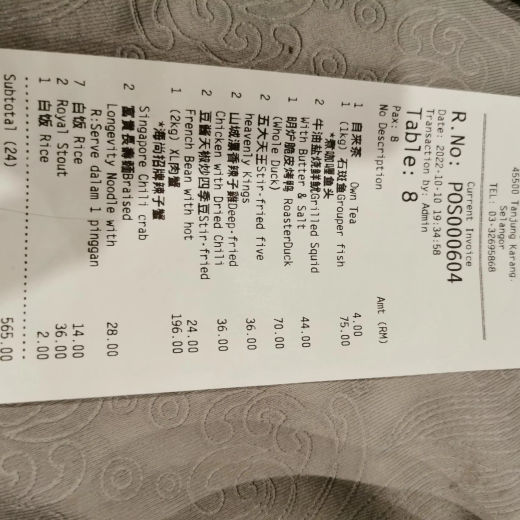 45500 Tanjung Karang,
Selangor
TEL: 03-32695868
Current Invoice
R.No: POS000604
Date: 2022-10-10 19:34:58
Transaction by: Admin
Table: 8
Pax: 8
No Description Amt (RM)
1 自来茶 Own Tea 4.00
1 (1kg) 石斑鱼Grouper fish 75.00
*煮咖喱鱼头
2 牛油盐烧鲜鱿Grilled Squid 44.00
With Butter & Salt
1 明炉脆皮烤鸭 RoasterDuck 70.00
(Whole Duck)
2 五大天王Stir-fried five 36.00
heavenly Kings
2 山城瀑香辣子雞Deep-fried 36.00
Chicken with Dried Chili
2 豆醬天椒炒四季豆Stir-fried 24.00
French Bean with hot
1 (2kg) XL肉蟹 196.00
*海尚招牌辣子蟹
Singapore Chili crab
2 富貴長壽麵Braised 28.00
Longevity Noodle with
R:Serve dalam 1 pinggan
7 白饭 Rice 14.00
2 Royal Stout 36.00
1 白饭 Rice 2.00
Subtotal (24) 565.00